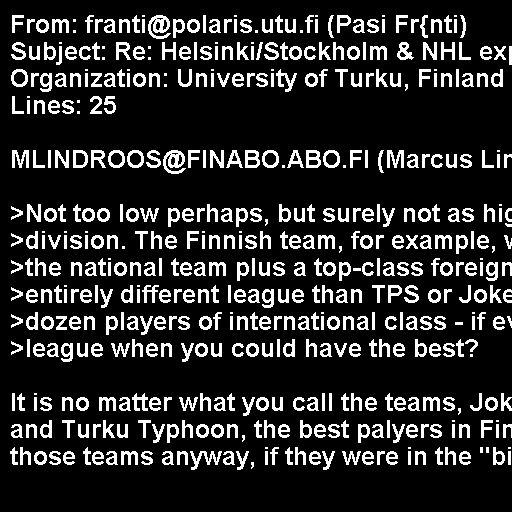 From: franti@polaris.utu.fi (Pasi Fr{nti)
Subject: Re: Helsinki/Stockholm & NHL exp
Organization: University of Turku, Finland
Lines: 25

MLINDROOS@FINABO.ABO.FI (Marcus Lin

>Not too low perhaps, but surely not as hig
>division. The Finnish team, for example, w
>the national team plus a top-class foreign
>entirely different league than TPS or Joke
>dozen players of international class - if ev
>league when you could have the best?

It is no matter what you call the teams, Jok
and Turku Typhoon, the best palyers in Fin
those teams anyway, if they were in the "bi